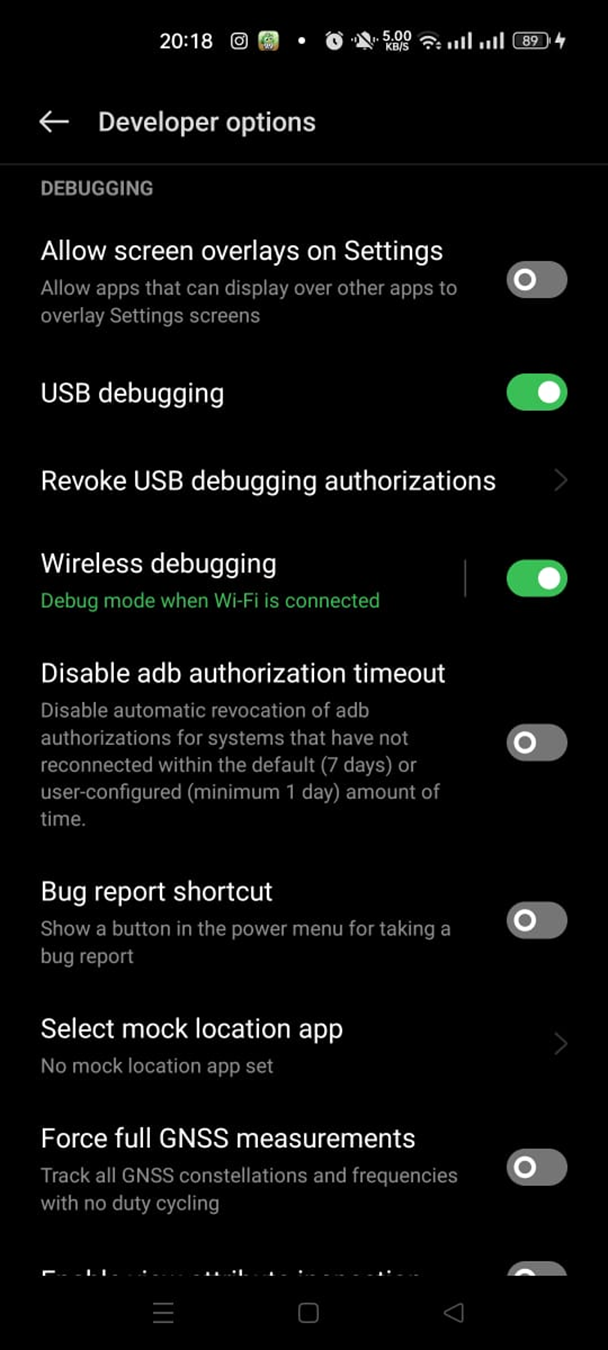 20:18 5.00 KB/S 89
Developer options
DEBUGGING
Allow screen overlays on Settings
Allow apps that can display over other apps to
overlay Settings screens
USB debugging
Revoke USB debugging authorizations
Wireless debugging
Debug mode when Wi-Fi is connected
Disable adb authorization timeout
Disable automatic revocation of adb
authorizations for systems that have not
reconnected within the default (7 days) or
user-configured (minimum 1 day) amount of
time.
Bug report shortcut
Show a button in the power menu for taking a
bug report
Select mock location app
No mock location app set
Force full GNSS measurements
Track all GNSS constellations and frequencies
with no duty cycling
Enable view attribute inspection